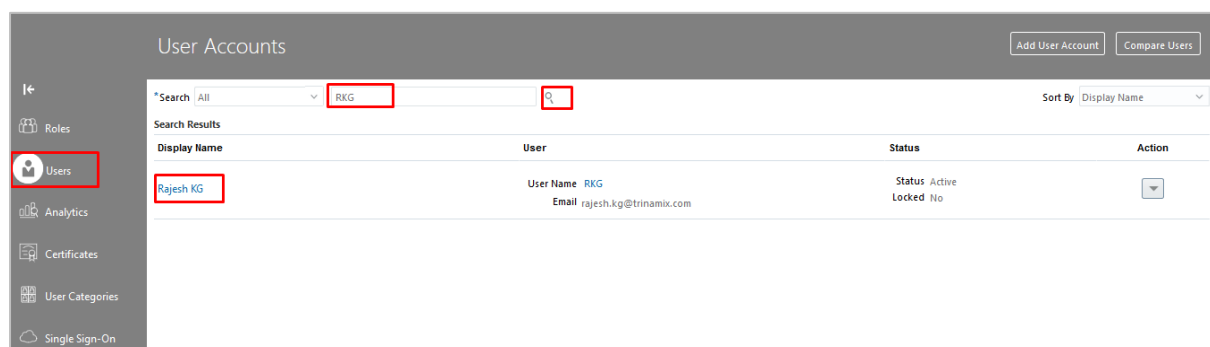 User Accounts
Add User Account
Compare Users
*Search All RKG
Sort By Display Name
Roles
Search Results
Display Name User Status Action
Users
Rajesh KG
User Name RKG
Email rajesh.kg@trinamix.com
Status Active
Locked No
Analytics
Certificates
User Categories
Single Sign-On